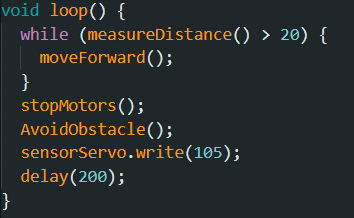 void loop() {
  while (measureDistance() > 20) {
    moveForward();
  }
  stopMotors();
  AvoidObstacle();
  sensorServo.write(105);
  delay(200);
}